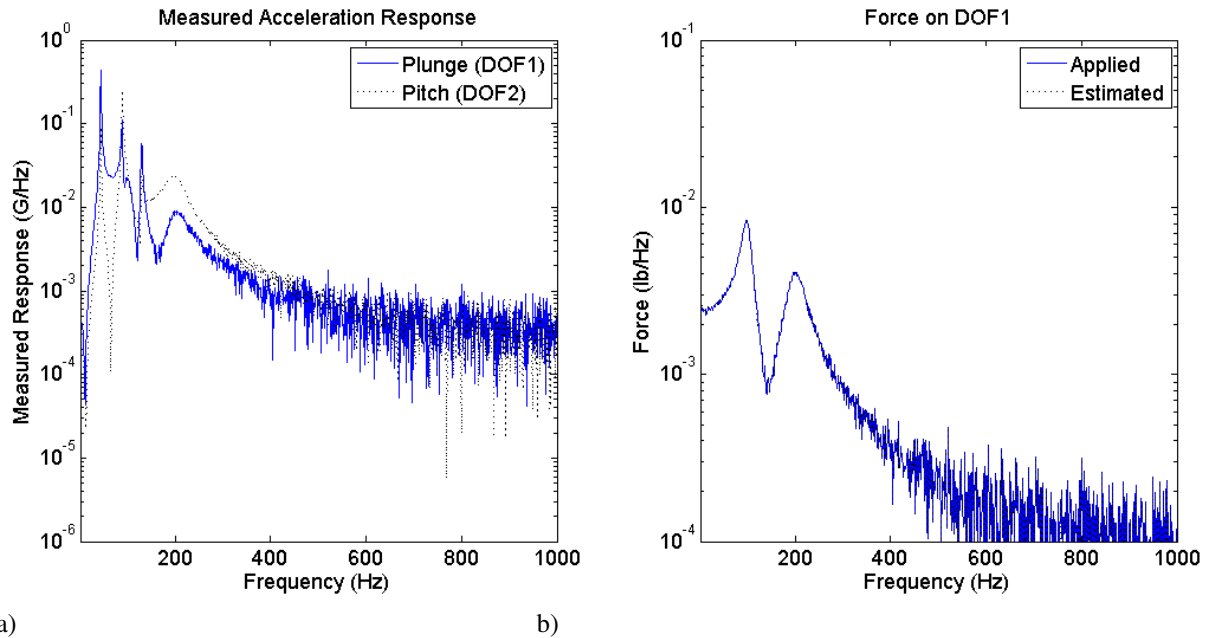 Measured Acceleration Response
Plunge (DOF1)
Pitch (DOF2)
Measured Response (G/Hz)
10^0
10^-1
10^-2
10^-3
10^-4
10^-5
10^-6
200 400 600 800 1000
Frequency (Hz)
a)
Force on DOF1
Applied
Estimated
Force (lb/Hz)
10^-1
10^-2
10^-3
10^-4
200 400 600 800 1000
Frequency (Hz)
b)